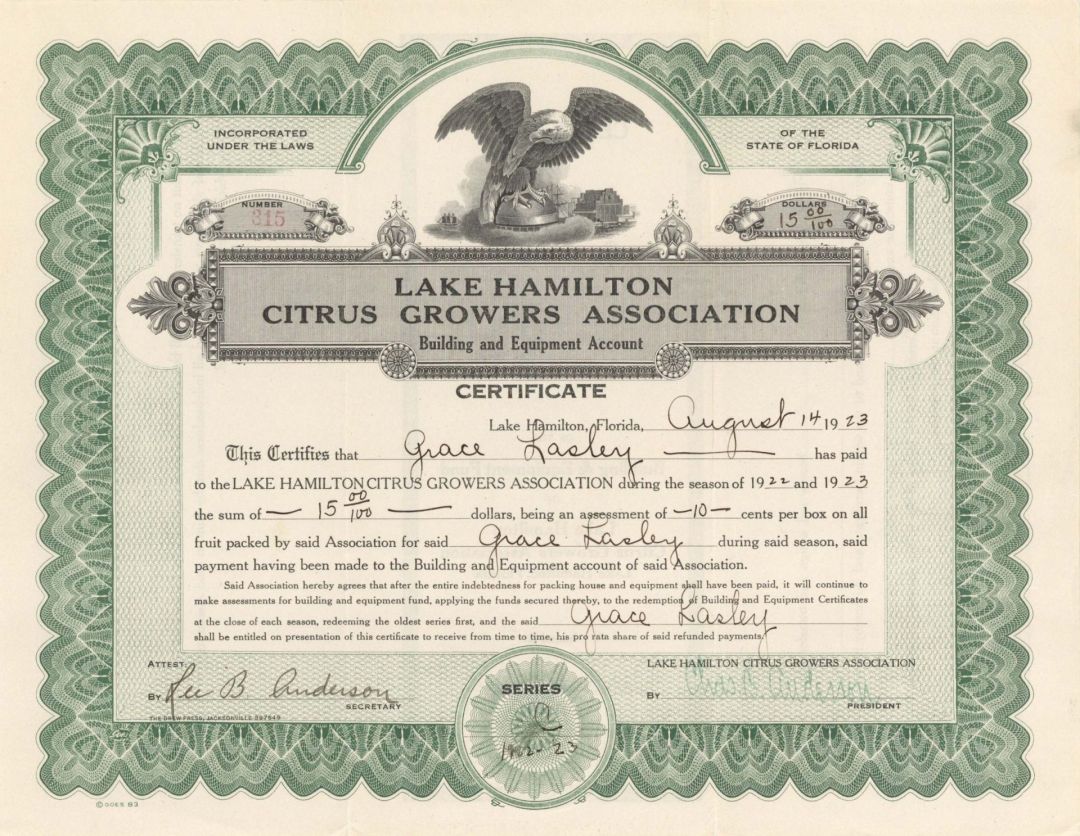 INCORPORATED
UNDER THE LAWS
OF THE
STATE OF FLORIDA
NUMBER
315
DOLLARS
15 00/100
LAKE HAMILTON
CITRUS GROWERS ASSOCIATION
Building and Equipment Account
CERTIFICATE
Lake Hamilton, Florida, August 14 1923
This Certifies that Grace Lasley has paid
to the LAKE HAMILTON CITRUS GROWERS ASSOCIATION during the season of 1922 and 1923
the sum of — 15 00/100 — dollars, being an assessment of —10— cents per box on all
fruit packed by said Association for said Grace Lasley during said season, said
payment having been made to the Building and Equipment account of said Association.
Said Association hereby agrees that after the entire indebtedness for packing house and equipment shall have been paid, it will continue to
make assessments for building and equipment fund, applying the funds secured thereby, to the redemption of Building and Equipment Certificates
at the close of each season, redeeming the oldest series first, and the said Grace Lasley
shall be entitled on presentation of this certificate to receive from time to time, his pro rata share of said refunded payments.
ATTEST:
By Lee B Anderson
SECRETARY
THE DREW PRESS, JACKSONVILLE 397649
SERIES
1922-23
LAKE HAMILTON CITRUS GROWERS ASSOCIATION
BY Anderson
PRESIDENT
© GOES 83